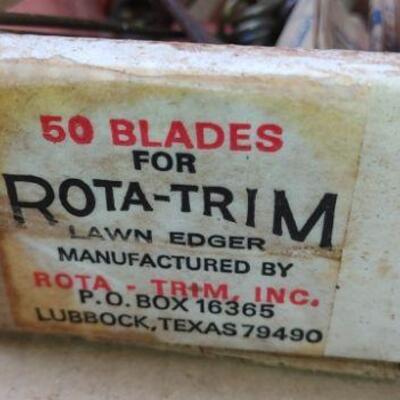 50 BLADES
FOR
ROTA-TRIM
LAWN EDGER
MANUFACTURED BY
ROTA - TRIM, INC.
P.O. BOX 16365
LUBBOCK, TEXAS 79490